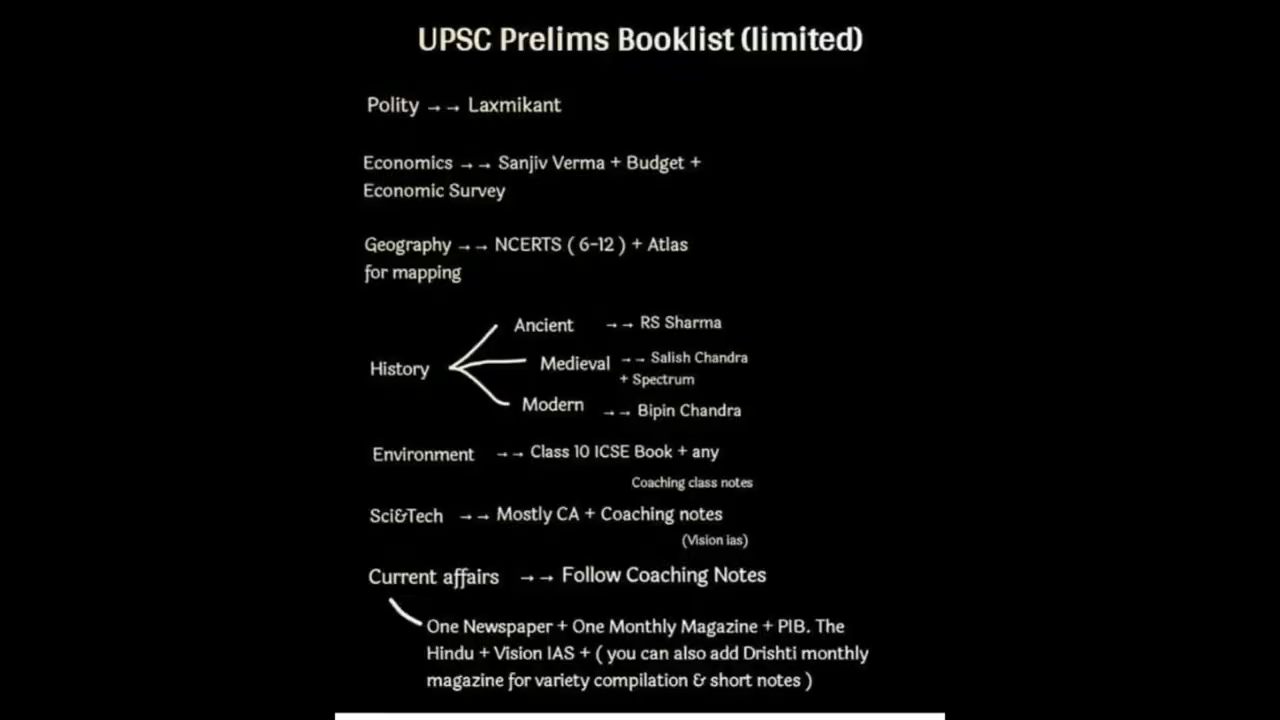 UPSC Prelims Booklist (limited)
Polity →→ Laxmikant
Economics →→ Sanjiv Verma + Budget +
Economic Survey
Geography →→ NCERTS ( 6-12 ) + Atlas
for mapping
History
Ancient →→ RS Sharma
Medieval →→ Salish Chandra
+ Spectrum
Modern →→ Bipin Chandra
Environment →→ Class 10 ICSE Book + any
Coaching class notes
Sci&Tech →→ Mostly CA + Coaching notes
(Vision ias)
Current affairs →→ Follow Coaching Notes
One Newspaper + One Monthly Magazine + PIB. The
Hindu + Vision IAS + ( you can also add Drishti monthly
magazine for variety compilation & short notes )